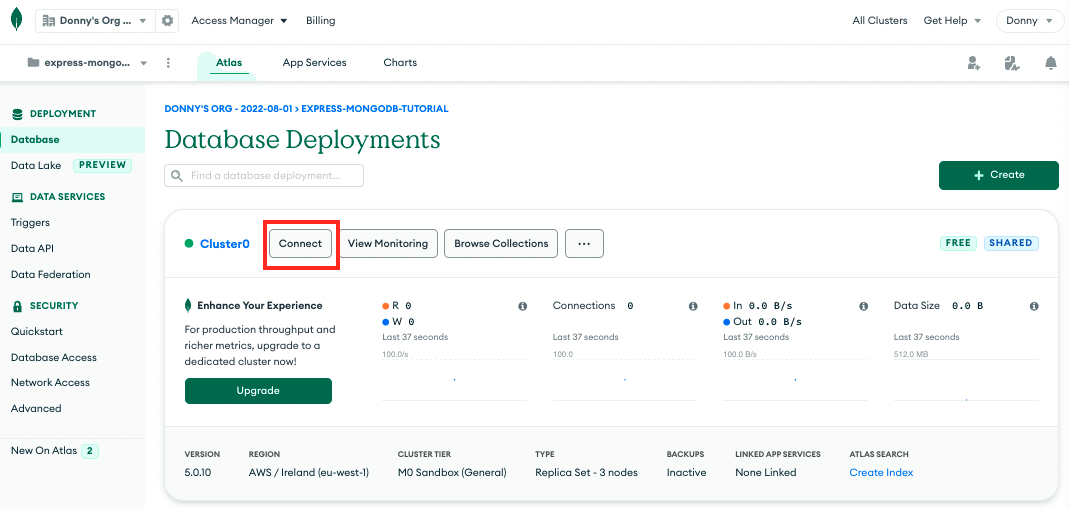 Donny's Org ... Access Manager Billing All Clusters Get Help Donny
express-mongo... Atlas App Services Charts
DEPLOYMENT
Database
Data Lake PREVIEW
DATA SERVICES
Triggers
Data API
Data Federation
SECURITY
Quickstart
Database Access
Network Access
Advanced
New On Atlas 2
DONNY'S ORG - 2022-08-01 > EXPRESS-MONGODB-TUTORIAL
Database Deployments
Find a database deployment...
+ Create
Cluster0 Connect View Monitoring Browse Collections ... FREE SHARED
Enhance Your Experience
For production throughput and
richer metrics, upgrade to a
dedicated cluster now!
Upgrade
R 0
W 0
Last 37 seconds
100.0/s
Connections 0
Last 37 seconds
100.0
In 0.0 B/s
Out 0.0 B/s
Last 37 seconds
100.0 B/s
Data Size 0.0 B
Last 37 seconds
512.0 MB
VERSION
5.0.10
REGION
AWS / Ireland (eu-west-1)
CLUSTER TIER
M0 Sandbox (General)
TYPE
Replica Set - 3 nodes
BACKUPS
Inactive
LINKED APP SERVICES
None Linked
ATLAS SEARCH
Create Index